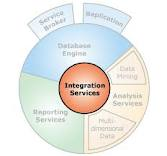 Service
Broker
Replication
Database
Engine
Data
Mining
Integration
Services
Analysis
Services
Reporting
Services
Multi-
dimensional
Data